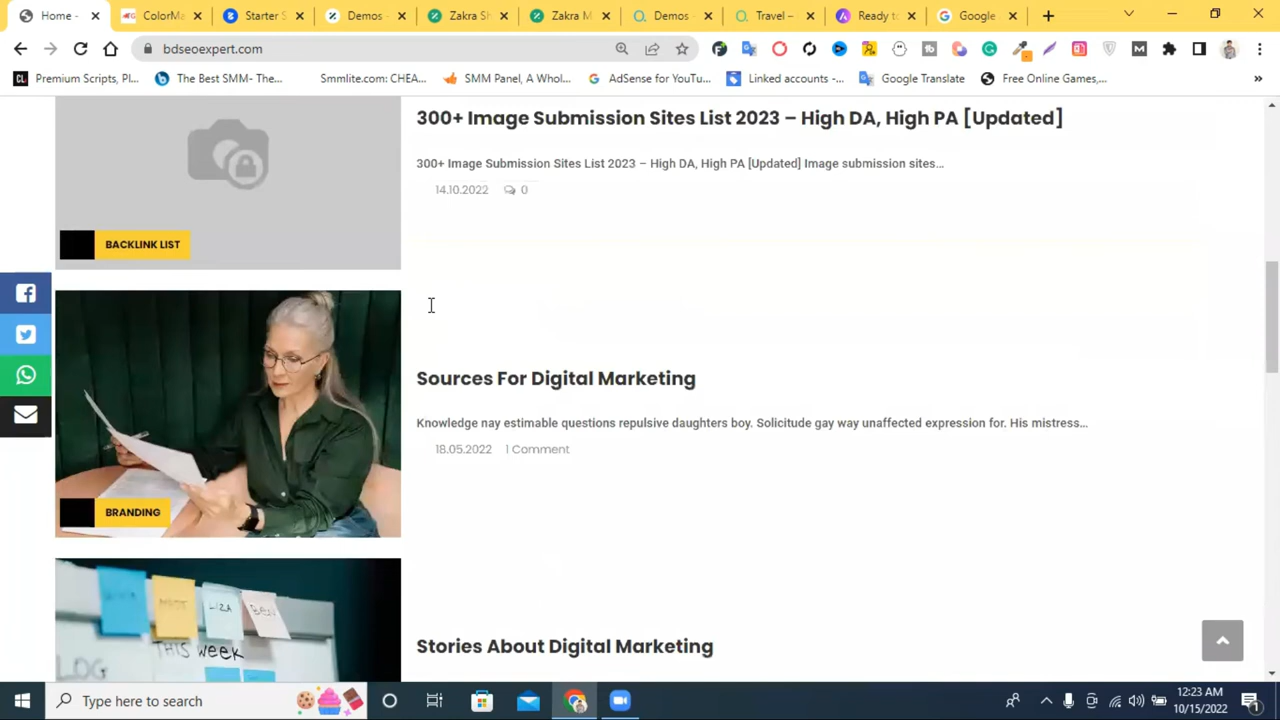 Home -
ColorMa
Starter S
Demos -
Zakra Sh
Zakra M
Demos -
Travel –
Ready to
Google
bdseoexpert.com
Premium Scripts, Pl...
The Best SMM- The...
Smmlite.com: CHEA...
SMM Panel, A Whol...
AdSense for YouTu...
Linked accounts -...
Google Translate
Free Online Games,...
300+ Image Submission Sites List 2023 – High DA, High PA [Updated]
300+ Image Submission Sites List 2023 – High DA, High PA [Updated] Image submission sites...
14.10.2022 0
BACKLINK LIST
Sources For Digital Marketing
Knowledge nay estimable questions repulsive daughters boy. Solicitude gay way unaffected expression for. His mistress...
18.05.2022 1 Comment
BRANDING
LIZA
THIS week
LOG
Stories About Digital Marketing
Type here to search
12:23 AM
10/15/2022